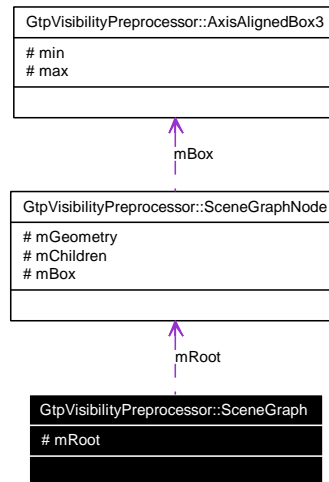 GtpVisibilityPreprocessor::AxisAlignedBox3
# min
# max
mBox
GtpVisibilityPreprocessor::SceneGraphNode
# mGeometry
# mChildren
# mBox
mRoot
GtpVisibilityPreprocessor::SceneGraph
# mRoot